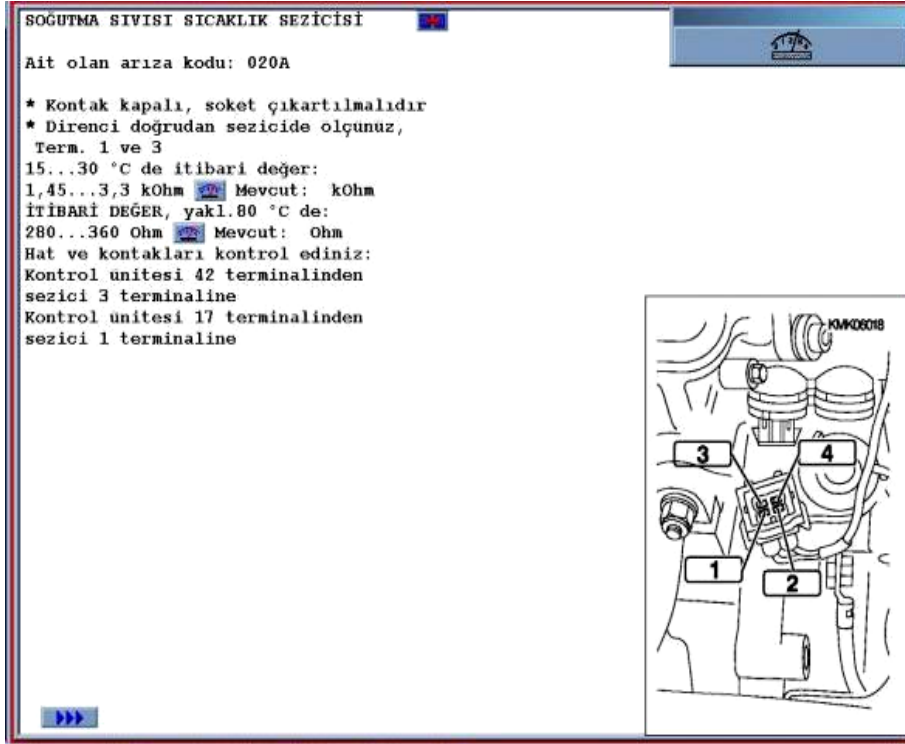 SOĞUTMA SIVISI SICAKLIK SEZİCİSİ
Ait olan arıza kodu: 020A
* Kontak kapalı, soket çıkartılmalıdır
* Direnci doğrudan sezicide ölçünüz,
Term. 1 ve 3
15...30 °C de itibari değer:
1,45...3,3 kOhm Mevcut: kOhm
İTİBARİ DEĞER, yakl.80 °C de:
280...360 Ohm Mevcut: Ohm
Hat ve kontakları kontrol ediniz:
Kontrol ünitesi 42 terminalinden
sezici 3 terminaline
Kontrol ünitesi 17 terminalinden
sezici 1 terminaline
KMK06018
3 4
1
2